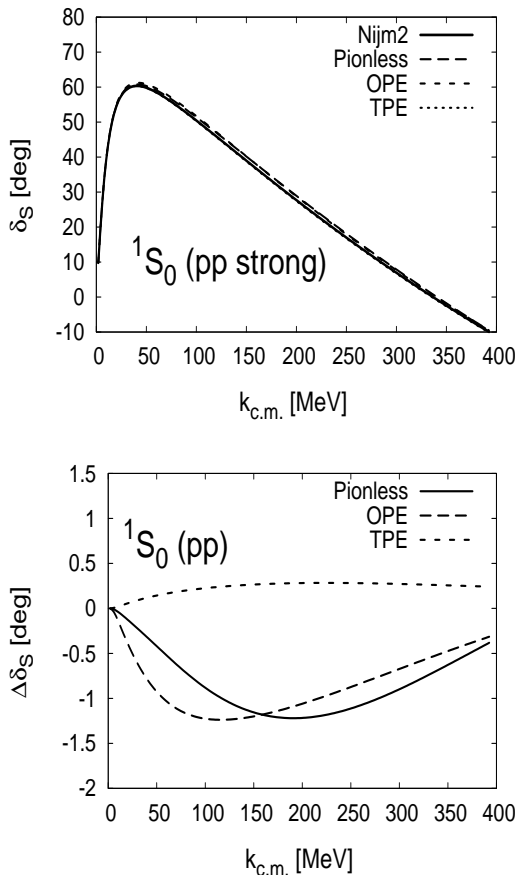 80
70
60
50
40
30
20
10
0
-10
δS [deg]
Nijm2
Pionless
OPE
TPE
1S0 (pp strong)
0 50 100 150 200 250 300 350 400
kc.m. [MeV]
1.5
1
0.5
0
-0.5
-1
-1.5
-2
ΔδS [deg]
Pionless
OPE
TPE
1S0 (pp)
0 50 100 150 200 250 300 350 400
kc.m. [MeV]